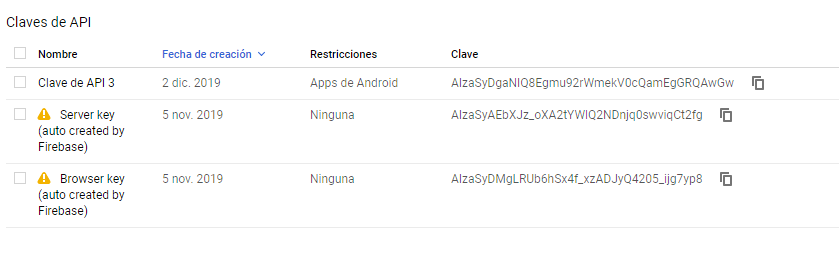 Claves de API
Nombre Fecha de creación Restricciones Clave
Clave de API 3 2 dic. 2019 Apps de Android AIzaSyDgaNIQ8Egmu92rWmekV0cQamEgGRQAwGw
Server key 5 nov. 2019 Ninguna AIzaSyAEbXJz_oXA2tYWIQ2NDnjq0swviqCt2fg
(auto created by
Firebase)
Browser key 5 nov. 2019 Ninguna AIzaSyDMgLRUb6hSx4f_xzADJyQ4205_ijg7yp8
(auto created by
Firebase)